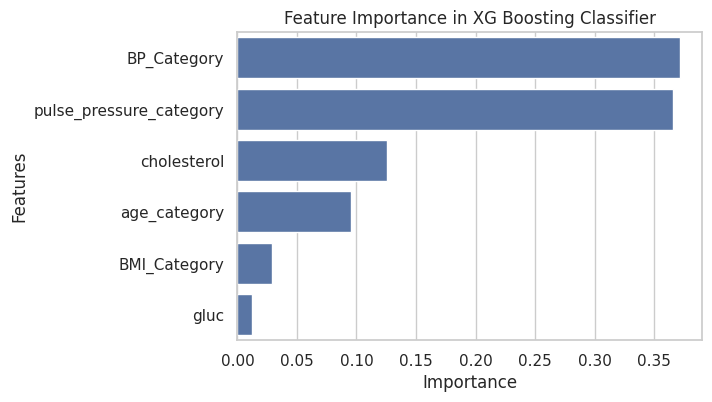 Feature Importance in XG Boosting Classifier
Features
BP_Category
pulse_pressure_category
cholesterol
age_category
BMI_Category
gluc
0.00 0.05 0.10 0.15 0.20 0.25 0.30 0.35
Importance